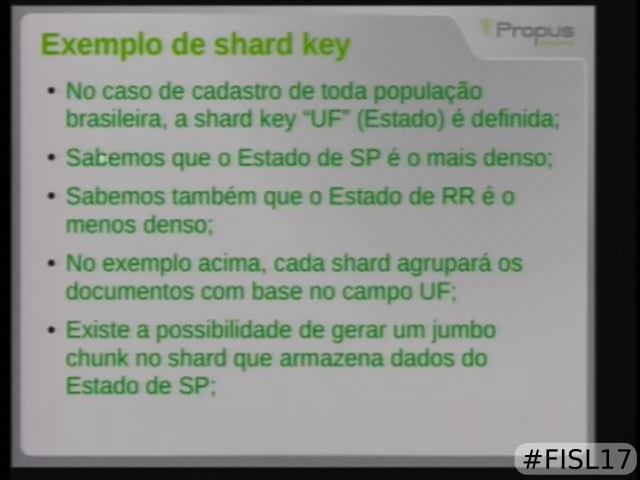 Exemplo de shard key
Propus
• No caso de cadastro de toda população
brasileira, a shard key “UF” (Estado) é definida;
• Sabemos que o Estado de SP é o mais denso;
• Sabemos também que o Estado de RR é o
menos denso;
• No exemplo acima, cada shard agrupará os
documentos com base no campo UF;
• Existe a possibilidade de gerar um jumbo
chunk no shard que armazena dados do
Estado de SP;
#FISL17